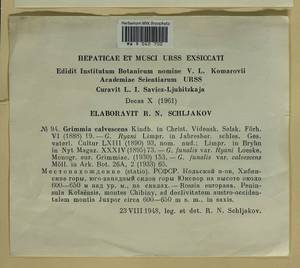 HEPATICAE ET MUSCI URSS EXSICCATI
Edidit Institutum Botanicum nomine V. L. Komarovii
Academiae Scientiarum URSS
Curavit L. I. Savicz-Ljubitzkaja
Decas X (1961)
ELABORAVIT R. N. SCHLJAKOV
№ 94. Grimmia calvescens Kindb. in Christ. Vidensk. Selsk. Förh.
VI (1888) 19. — G. Ryani Limpr. in Jahresber. schles. Ges.
vaterl. Cultur LXIII (1890) 93, nom. nud.; Limpr. in Bryhn
in Nyt Magaz. XXXIV (1895) 73. — G. funalis var. Ryani Loeske,
Monogr. eur. Grimmiac. (1930) 153. — G. funalis var. calvescens
Möll. in Ark. Bot. 26A, 2 (1933) 65.
Местонахождение (statio). РСФСР. Кольский п-ов, Хибин-
ские горы, юго-западный склон горы Юкспор на высоте около
600—650 м над ур. м., на скалах. — Rossia europaea. Penin-
sula Kolaënsis, montes Chibiny, ad declivitatem austro-occiden-
talem montis Juxpor circa 600—650 m s. m., in saxis.
23 VIII 1948, leg. et det. R. N. Schljakov.